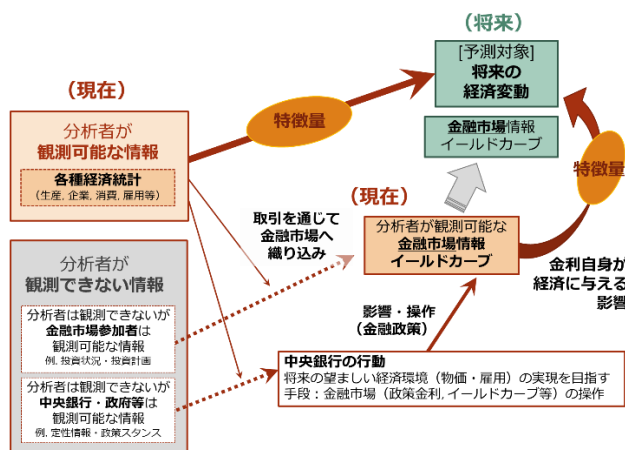 （将来）
[予測対象]
将来の
経済変動
金融市場情報
イールドカーブ
（現在）
分析者が
観測可能な情報
各種経済統計
（生産, 企業, 消費, 雇用等）
特徴量
特徴量
（現在）
取引を通じて
金融市場へ
織り込み
分析者が観測可能な
金融市場情報
イールドカーブ
金利自身が
経済に与える
影響
分析者が
観測できない情報
分析者は観測できないが
金融市場参加者は
観測可能な情報
例, 投資状況・投資計画
分析者は観測できないが
中央銀行・政府等は
観測可能な情報
例, 定性情報・政策スタンス
影響・操作
（金融政策）
中央銀行の行動
将来の望ましい経済環境（物価・雇用）の実現を目指す
手段：金融市場（政策金利, イールドカーブ等）の操作